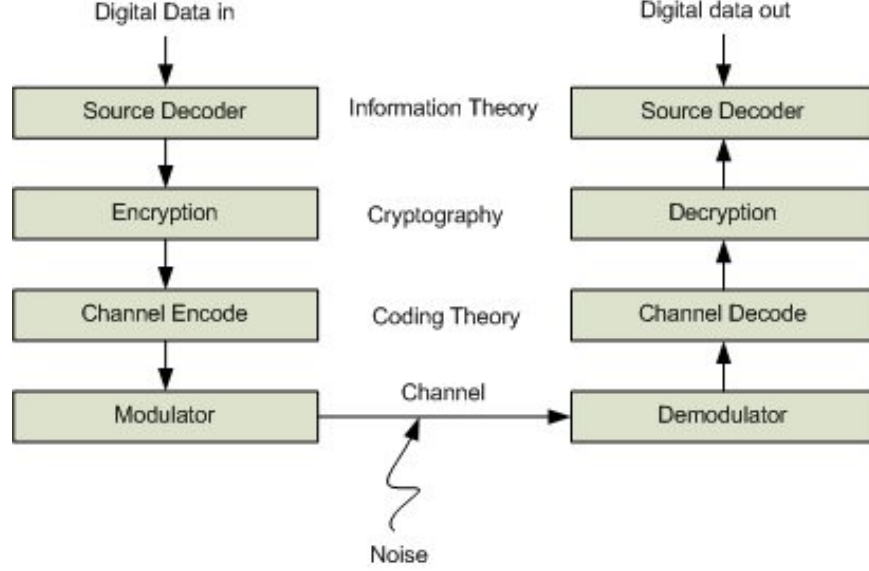 Digital Data in
Digital data out
Source Decoder
Information Theory
Source Decoder
Encryption
Cryptography
Decryption
Channel Encode
Coding Theory
Channel Decode
Channel
Modulator
Demodulator
Noise